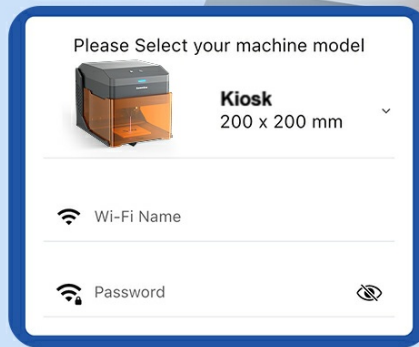 Please Select your machine model
Kiosk
200 x 200 mm
Wi-Fi Name
Password